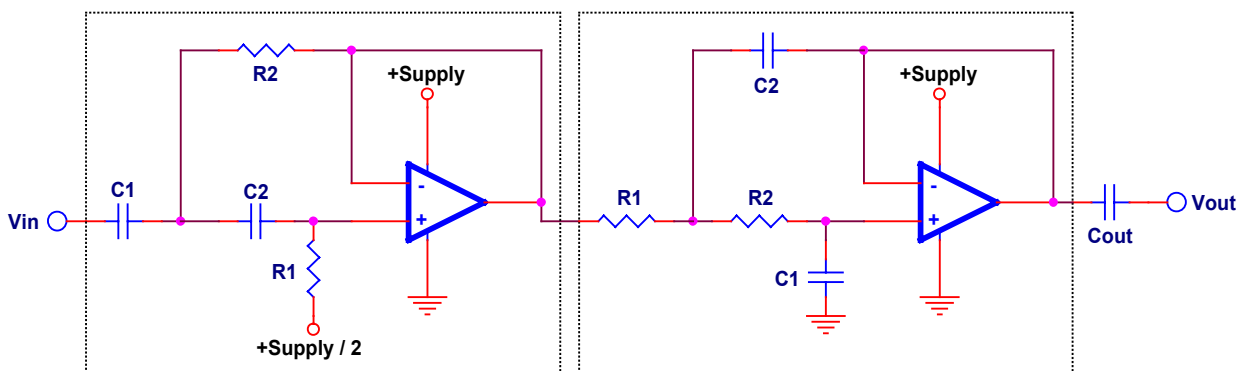 R2
+Supply
C1
C2
-
+
Vin
R1
+Supply / 2
C2
+Supply
R1
R2
-
+
C1
Cout
Vout